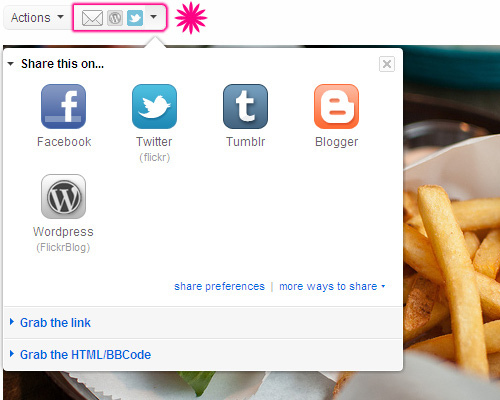 Actions
Share this on...
Facebook
Twitter
(flickr)
Tumblr
Blogger
Wordpress
(FlickrBlog)
share preferences | more ways to share
Grab the link
Grab the HTML/BBCode